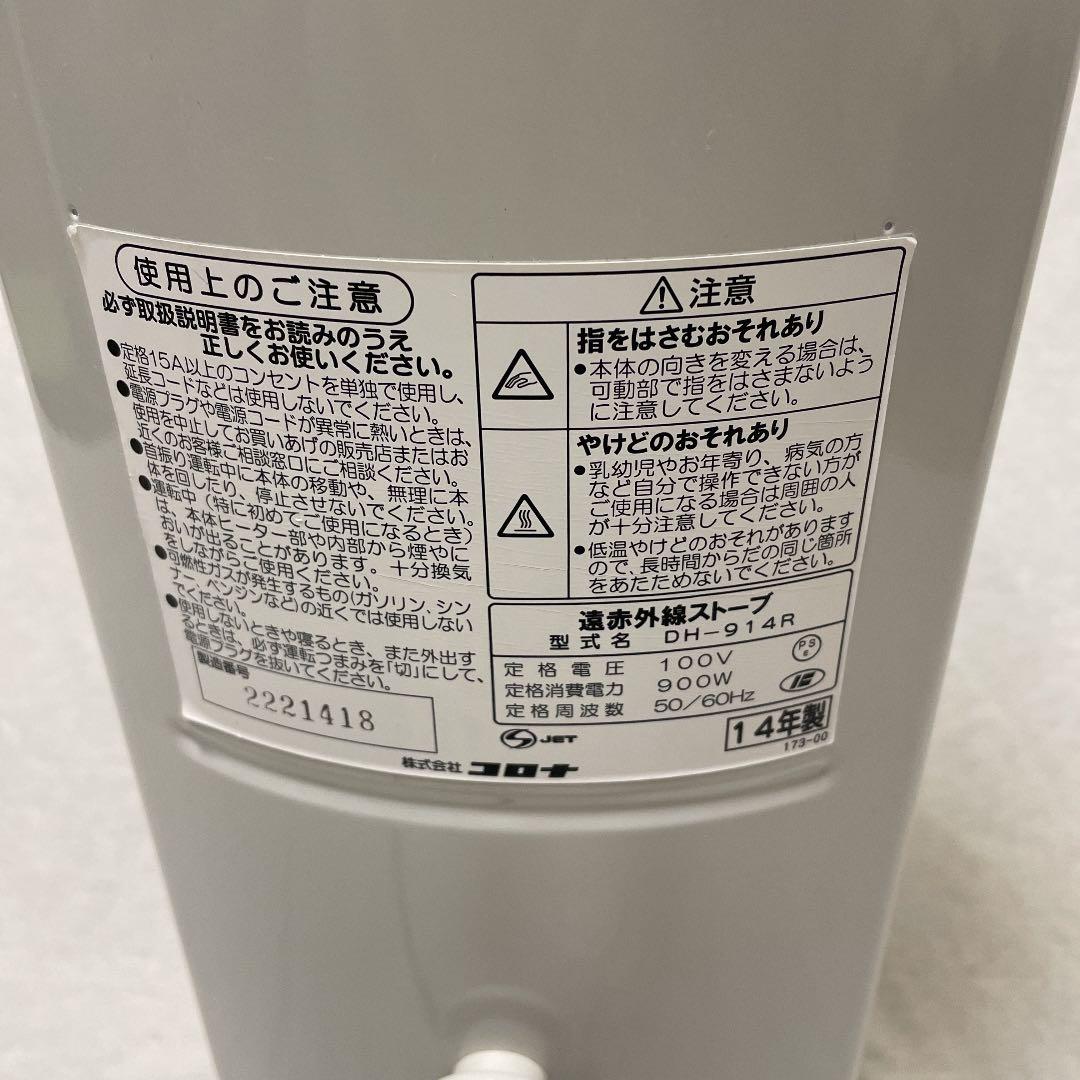 使用上のご注意
必ず取扱説明書をお読みのうえ
正しくお使いください。
●定格15A以上のコンセントを単独で使用し、
延長コードなどは使用しないでください。
●電源プラグや電源コードが異常に熱いときは、
使用を中止してお買いあげの販売店またはお
近くのお客様ご相談窓口にご相談ください。
●首振り運転中に本体の移動や、無理に本
体を回したり、停止させないでください。
●運転中(特に初めてご使用になるとき)
は、本体ヒーター部や内部から煙やに
おいが出ることがあります。十分換気
をしながらご使用ください。
●可燃性ガスが発生するもの(ガソリン、シン
ナー、ベンジンなど)の近くでは使用しない
でください。
●使用しないときや寝るとき、また外出す
るときは、必ず運転つまみを「切」にして、
電源プラグを抜いてください。
製造番号
2221418
⚠注意
指をはさむおそれあり
●本体の向きを変える場合は、
可動部で指をはさまないよう
に注意してください。
やけどのおそれあり
●乳幼児やお年寄り、病気の方
など自分で操作できない方が
ご使用になる場合は周囲の人
が十分注意してください。
●低温やけどのおそれがあります
ので、長時間からだの同じ箇所
をあたためないでください。
遠赤外線ストーブ
型式名 DH-914R
定格電圧 100V
定格消費電力 900W
定格周波数 50/60Hz
PS
E
JET
14年製
173-00
株式会社 コロナ